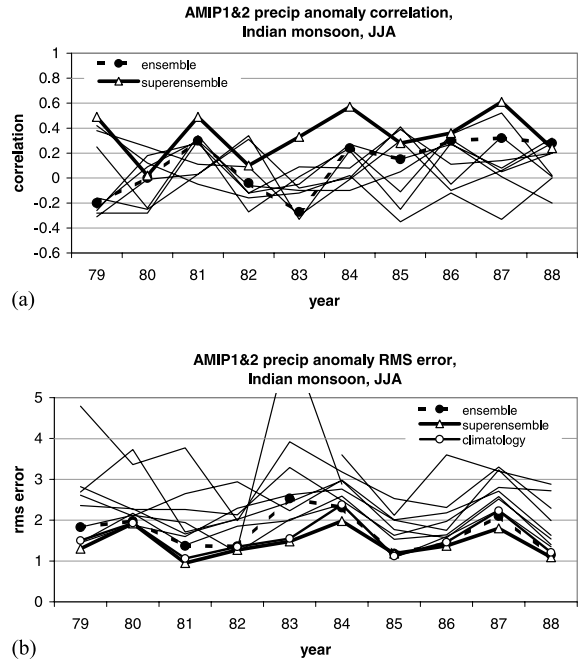 AMIP1&2 precip anomaly correlation,
Indian monsoon, JJA
ensemble
superensemble
correlation
1
0.8
0.6
0.4
0.2
0
-0.2
-0.4
-0.6
79 80 81 82 83 84 85 86 87 88
year
(a)
AMIP1&2 precip anomaly RMS error,
Indian monsoon, JJA
ensemble
superensemble
climatology
rms error
5
4
3
2
1
0
79 80 81 82 83 84 85 86 87 88
year
(b)